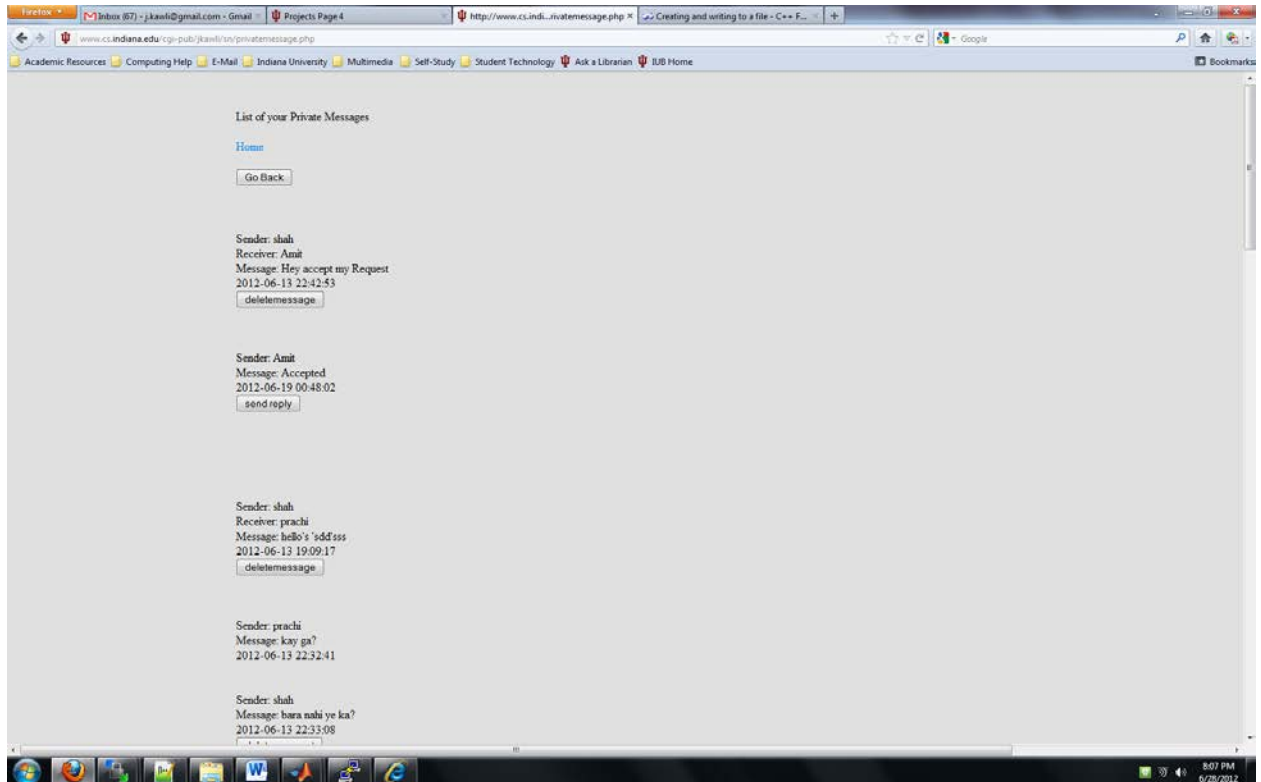 Firefox
Inbox (67) - j.kawli@gmail.com - Gmail
Projects Page 4
http://www.cs.indi...rivatemessage.php
Creating and writing to a file - C++ F...
www.cs.indiana.edu/cgi-pub/jkawli/sn/privatemessage.php
Google
Academic Resources Computing Help E-Mail Indiana University Multimedia Self-Study Student Technology Ask a Librarian IUB Home Bookmarks
List of your Private Messages
Home
Go Back
Sender: shah
Receiver: Amit
Message: Hey accept my Request
2012-06-13 22:42:53
deletemessage
Sender: Amit
Message: Accepted
2012-06-19 00:48:02
send reply
Sender: shah
Receiver: prachi
Message: hello's 'sdd'sss
2012-06-13 19:09:17
deletemessage
Sender: prachi
Message: kay ga?
2012-06-13 22:32:41
Sender: shah
Message: bara nahi ye ka?
2012-06-13 22:33:08
8:07 PM
6/28/2012